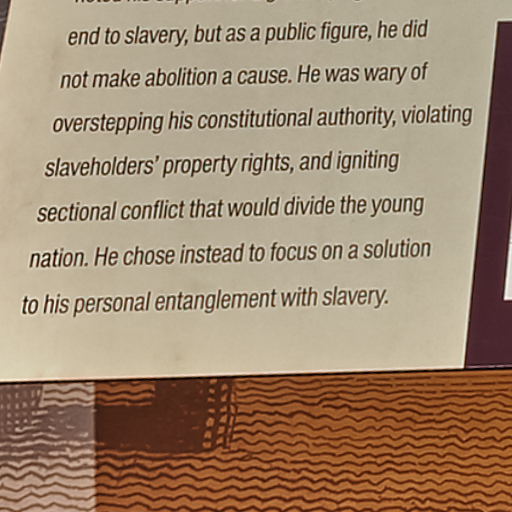 end to slavery, but as a public figure, he did
not make abolition a cause. He was wary of
overstepping his constitutional authority, violating
slaveholders' property rights, and igniting
sectional conflict that would divide the young
nation. He chose instead to focus on a solution
to his personal entanglement with slavery.